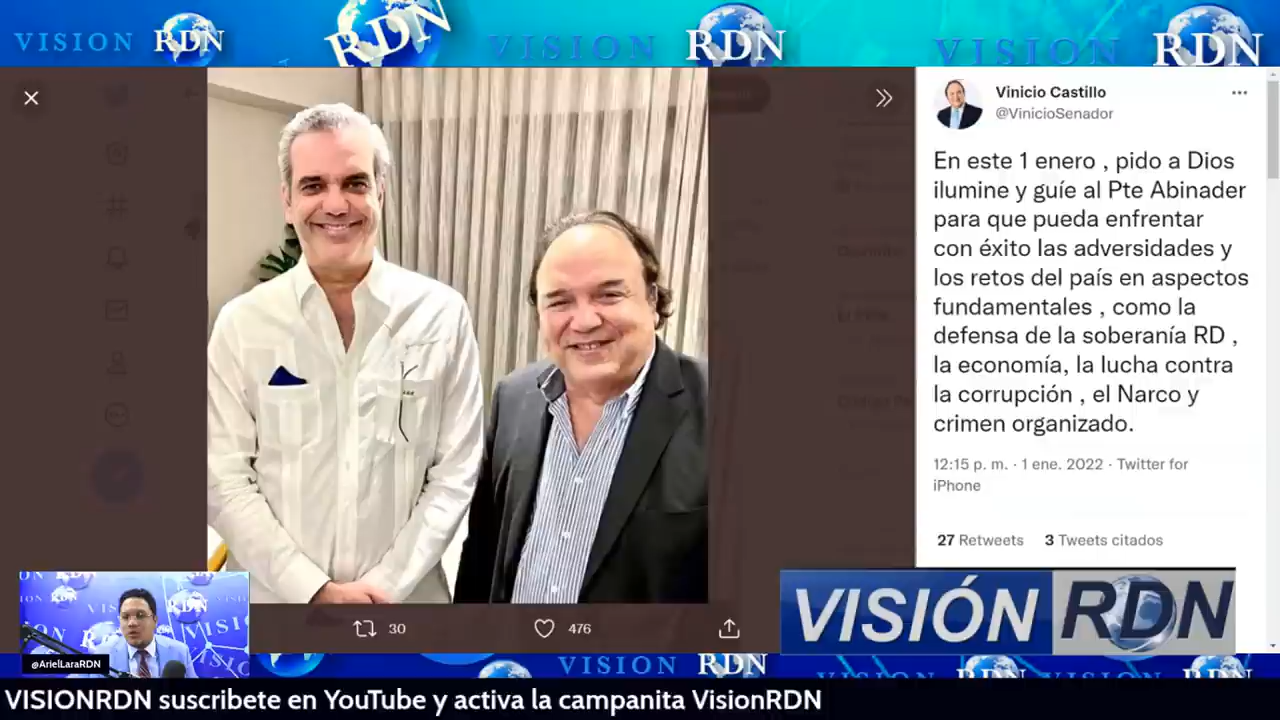 VISION RDN
RDN
VISION RDN
VISION RDN
Vinicio Castillo
@VinicioSenador
En este 1 enero , pido a Dios
ilumine y guíe al Pte Abinader
para que pueda enfrentar
con éxito las adversidades y
los retos del país en aspectos
fundamentales , como la
defensa de la soberanía RD ,
la economía, la lucha contra
la corrupción , el Narco y
crimen organizado.
12:15 p. m. · 1 ene. 2022 · Twitter for
iPhone
27 Retweets 3 Tweets citados
30 476
@ArielLaraRDN
VISIÓN RDN
VISION RDN
VISIONRDN suscribete en YouTube y activa la campanita VisionRDN